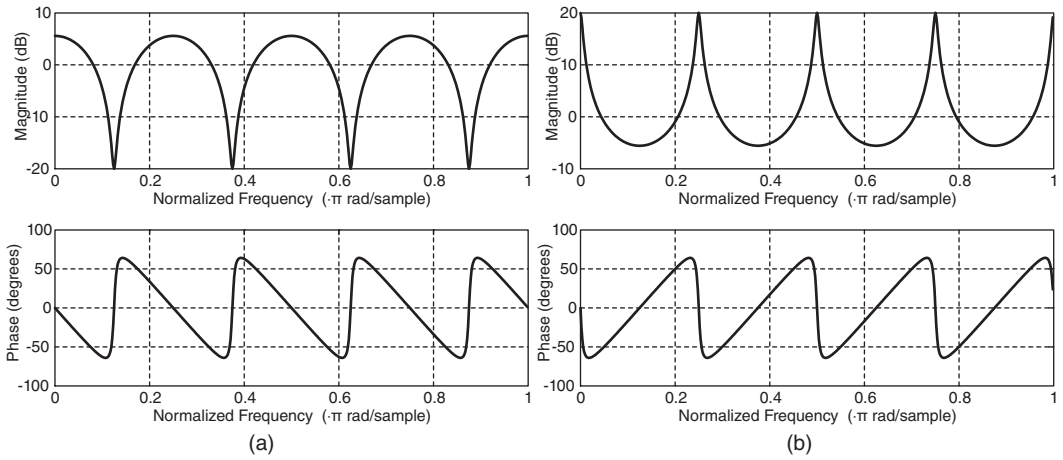 10
0
-10
-20
Magnitude (dB)
0 0.2 0.4 0.6 0.8 1
Normalized Frequency (·π rad/sample)
20
10
0
-10
Magnitude (dB)
0 0.2 0.4 0.6 0.8 1
Normalized Frequency (·π rad/sample)
100
50
0
-50
-100
Phase (degrees)
0 0.2 0.4 0.6 0.8 1
Normalized Frequency (·π rad/sample)
(a)
100
50
0
-50
-100
Phase (degrees)
0 0.2 0.4 0.6 0.8 1
Normalized Frequency (·π rad/sample)
(b)